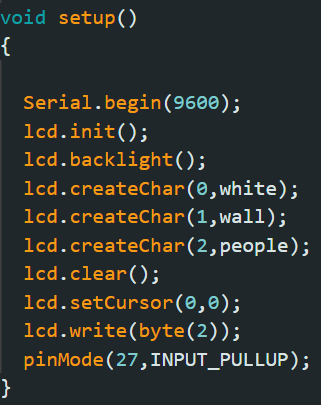 void setup()
{
Serial.begin(9600);
lcd.init();
lcd.backlight();
lcd.createChar(0,white);
lcd.createChar(1,wall);
lcd.createChar(2,people);
lcd.clear();
lcd.setCursor(0,0);
lcd.write(byte(2));
pinMode(27,INPUT_PULLUP);
}